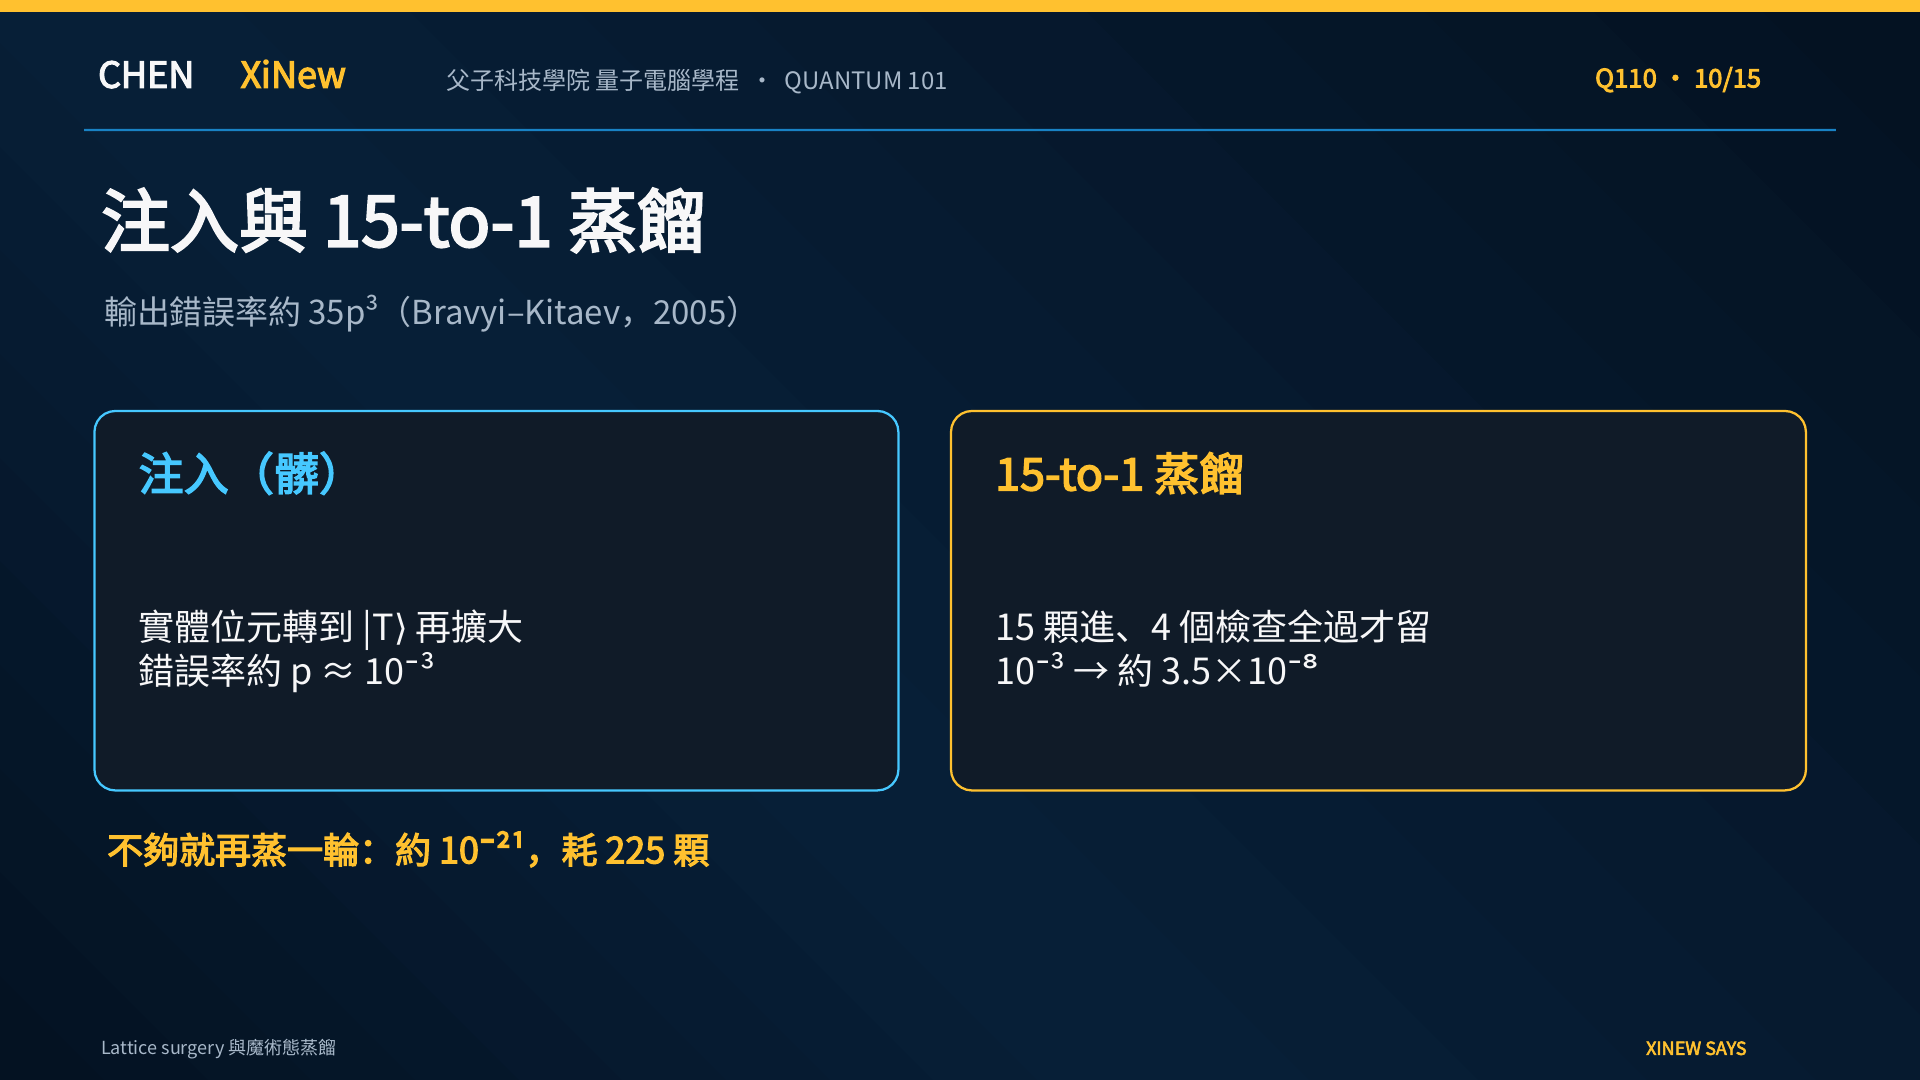 CHEN XiNew 父子科技學院 量子電腦學程 · QUANTUM 101 Q110 · 10/15
注入與 15-to-1 蒸餾
輸出錯誤率約 35p³（Bravyi–Kitaev，2005）
注入（髒）
實體位元轉到 |T⟩ 再擴大
錯誤率約 p ≈ 10⁻³
15-to-1 蒸餾
15 顆進、4 個檢查全過才留
10⁻³ → 約 3.5×10⁻⁸
不夠就再蒸一輪：約 10⁻²¹，耗 225 顆
Lattice surgery 與魔術態蒸餾
XINEW SAYS